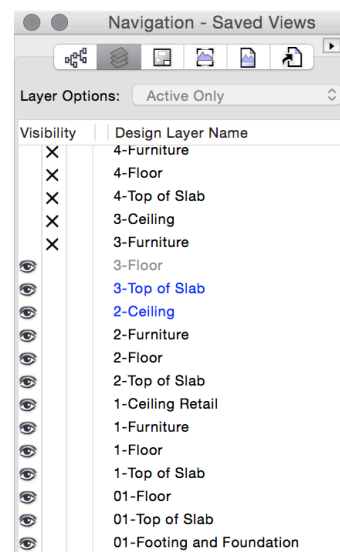 Navigation - Saved Views
Layer Options: Active Only
Visibility Design Layer Name
4-Furniture
4-Floor
4-Top of Slab
3-Ceiling
3-Furniture
3-Floor
3-Top of Slab
2-Ceiling
2-Furniture
2-Floor
2-Top of Slab
1-Ceiling Retail
1-Furniture
1-Floor
1-Top of Slab
01-Floor
01-Top of Slab
01-Footing and Foundation